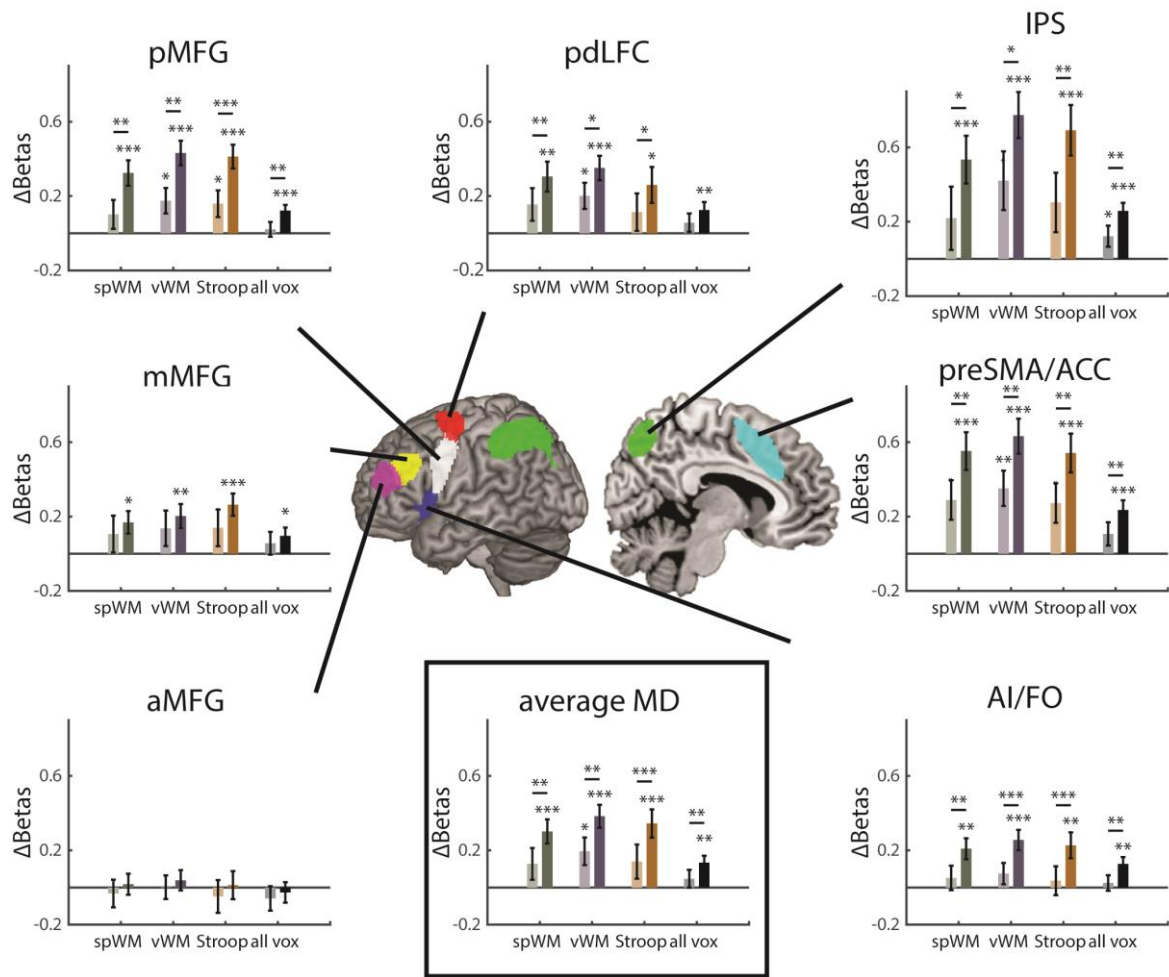 pMFG
ΔBetas
0.6
0.2
-0.2
** ** *** **
*** * *** * *** ***
spWM vWM Stroop all vox
pdLFC
ΔBetas
0.6
0.2
-0.2
** * *
** * *** * **
spWM vWM Stroop all vox
IPS
ΔBetas
0.6
0.2
-0.2
* * ** **
*** *** *** * ***
spWM vWM Stroop all vox
mMFG
ΔBetas
0.6
0.2
-0.2
* ** *** *
spWM vWM Stroop all vox
preSMA/ACC
ΔBetas
0.6
0.2
-0.2
** ** ** **
*** ** *** *** ***
spWM vWM Stroop all vox
aMFG
ΔBetas
0.6
0.2
-0.2
spWM vWM Stroop all vox
average MD
ΔBetas
0.6
0.2
-0.2
** ** *** **
*** * *** *** **
spWM vWM Stroop all vox
AI/FO
ΔBetas
0.6
0.2
-0.2
** *** *** **
** *** ** **
spWM vWM Stroop all vox